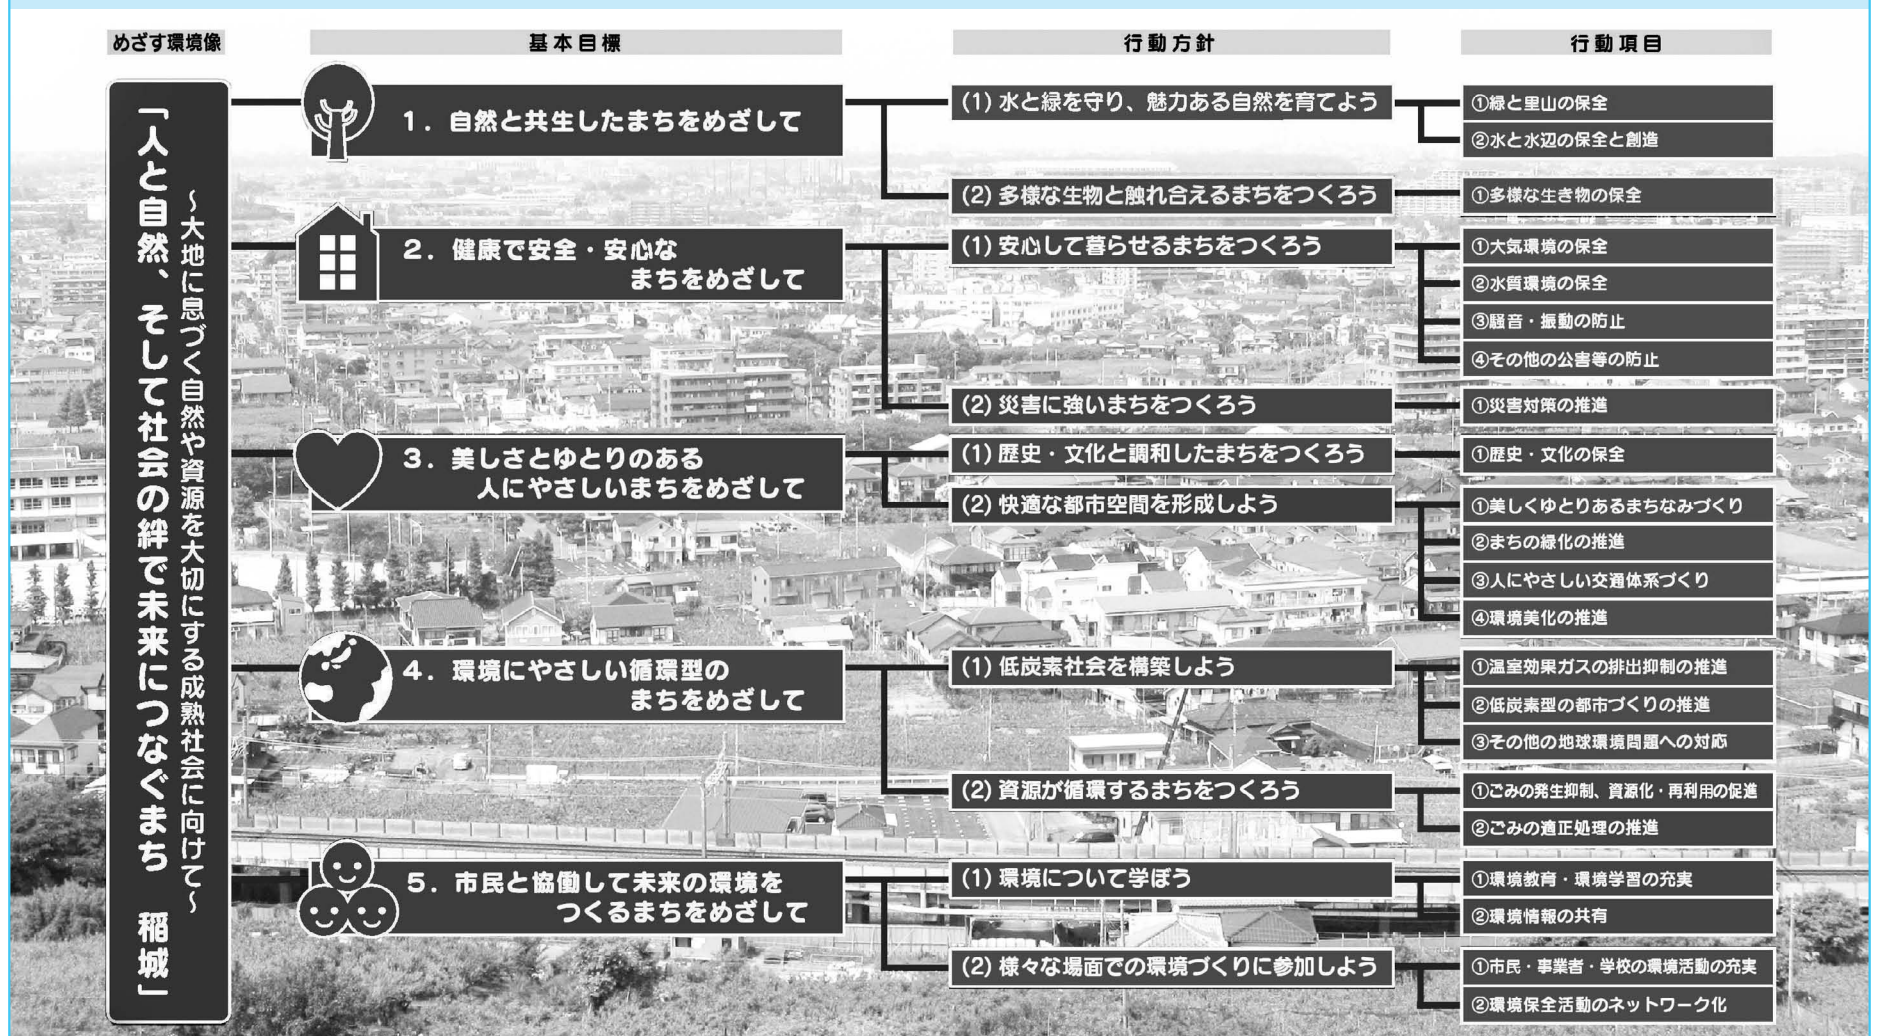 めざす環境像
基本目標
行動方針
行動項目
「人と自然、そして社会の絆で未来につなぐまち 稲城」
～大地に息づく自然や資源を大切にする成熟社会に向けて～
1. 自然と共生したまちをめざして
(1) 水と緑を守り、魅力ある自然を育てよう
①緑と里山の保全
②水と水辺の保全と創造
(2) 多様な生物と触れ合えるまちをつくろう
①多様な生き物の保全
2. 健康で安全・安心な
まちをめざして
(1) 安心して暮らせるまちをつくろう
①大気環境の保全
②水質環境の保全
③騒音・振動の防止
④その他の公害等の防止
(2) 災害に強いまちをつくろう
①災害対策の推進
3. 美しさとゆとりのある
人にやさしいまちをめざして
(1) 歴史・文化と調和したまちをつくろう
①歴史・文化の保全
(2) 快適な都市空間を形成しよう
①美しくゆとりあるまちなみづくり
②まちの緑化の推進
③人にやさしい交通体系づくり
④環境美化の推進
4. 環境にやさしい循環型の
まちをめざして
(1) 低炭素社会を構築しよう
①温室効果ガスの排出抑制の推進
②低炭素型の都市づくりの推進
③その他の地球環境問題への対応
(2) 資源が循環するまちをつくろう
①ごみの発生抑制、資源化・再利用の促進
②ごみの適正処理の推進
5. 市民と協働して未来の環境を
つくるまちをめざして
(1) 環境について学ぼう
①環境教育・環境学習の充実
②環境情報の共有
(2) 様々な場面での環境づくりに参加しよう
①市民・事業者・学校の環境活動の充実
②環境保全活動のネットワーク化